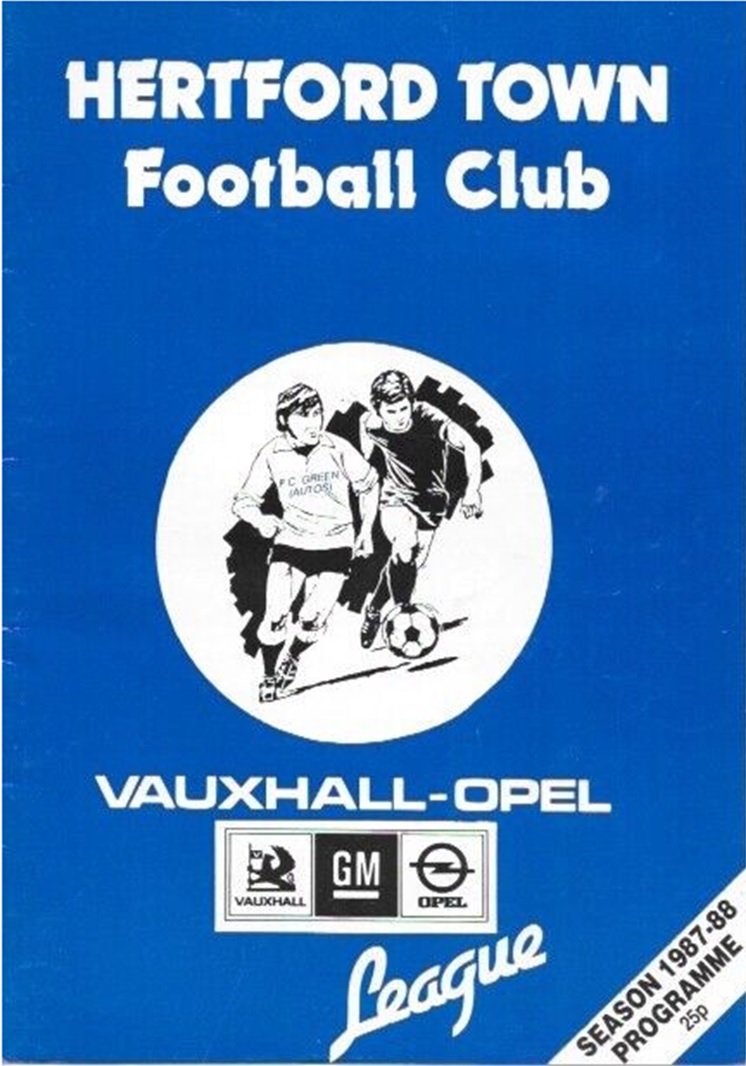 HERTFORD TOWN
Football Club
F.C GREEN
(AUTOS)
VAUXHALL-OPEL
V
G
VAUXHALL
GM
OPEL
League
SEASON 1987-88
PROGRAMME
25p